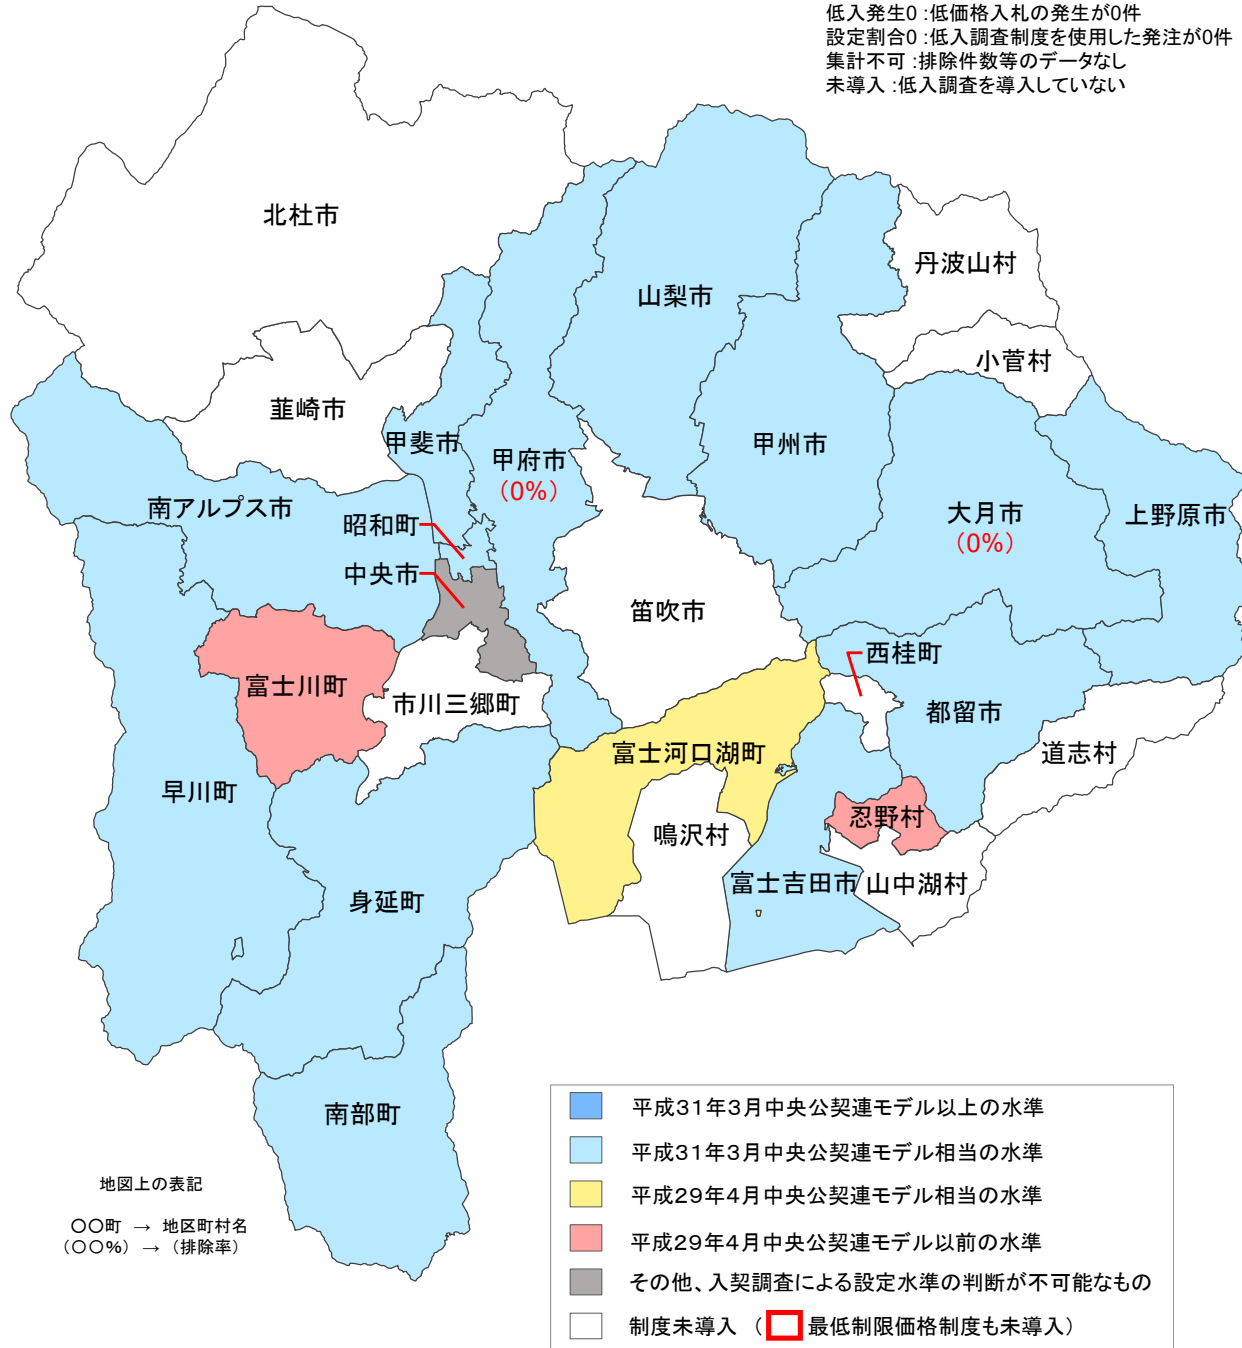 低入発生0：低価格入札の発生が0件
設定割合0：低入調査制度を使用した発注が0件
集計不可：排除件数等のデータなし
未導入：低入調査を導入していない
北杜市
丹波山村
山梨市
小菅村
韮崎市
甲斐市
甲府市
(0%)
甲州市
南アルプス市
昭和町
大月市
(0%)
上野原市
中央市
笛吹市
西桂町
富士川町
市川三郷町
都留市
富士河口湖町
道志村
早川町
忍野村
鳴沢村
富士吉田市
山中湖村
身延町
南部町
地図上の表記
〇〇町 → 地区町村名
(〇〇%) → (排除率)
平成31年3月中央公契連モデル以上の水準
平成31年3月中央公契連モデル相当の水準
平成29年4月中央公契連モデル相当の水準
平成29年4月中央公契連モデル以前の水準
その他、入契調査による設定水準の判断が不可能なもの
制度未導入 ( 最低制限価格制度も未導入)